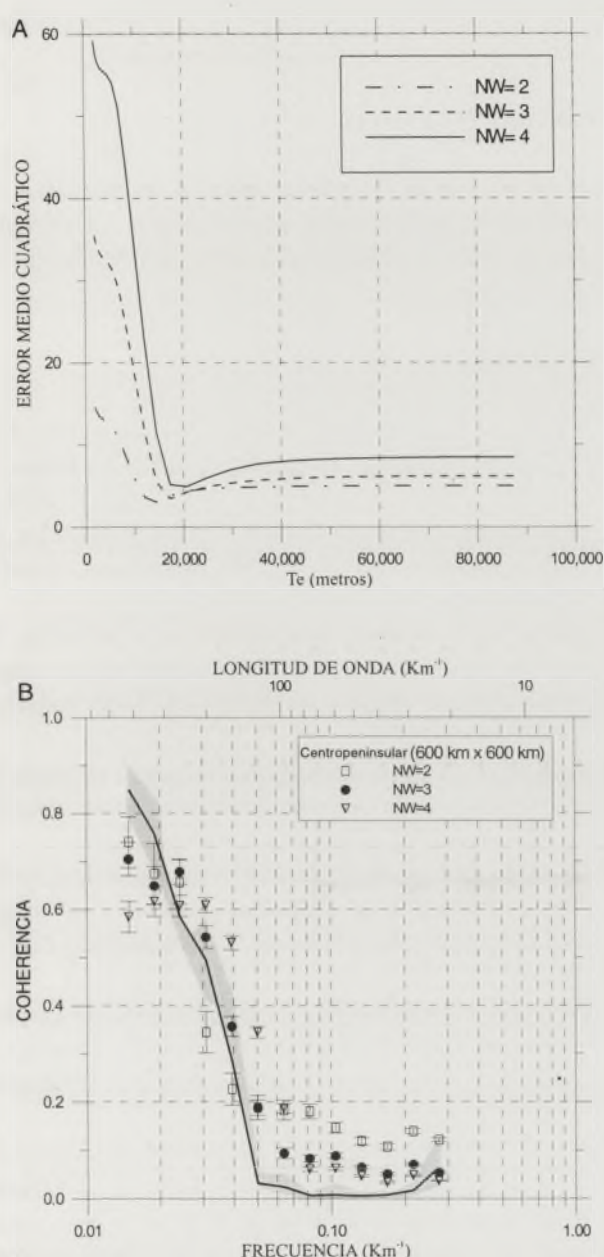 A
60
40
20
0
ERROR MEDIO CUADRÁTICO
NW= 2
NW= 3
NW= 4
0
20,000
40,000
60,000
80,000
100,000
Te (metros)
LONGITUD DE ONDA (Km⁻¹)
B
100
10
1.0
0.8
0.6
0.4
0.2
0.0
COHERENCIA
Centropeninsular (600 km x 600 km)
NW=2
NW=3
NW=4
0.01
0.10
1.00
FRECUENCIA (Km⁻¹)